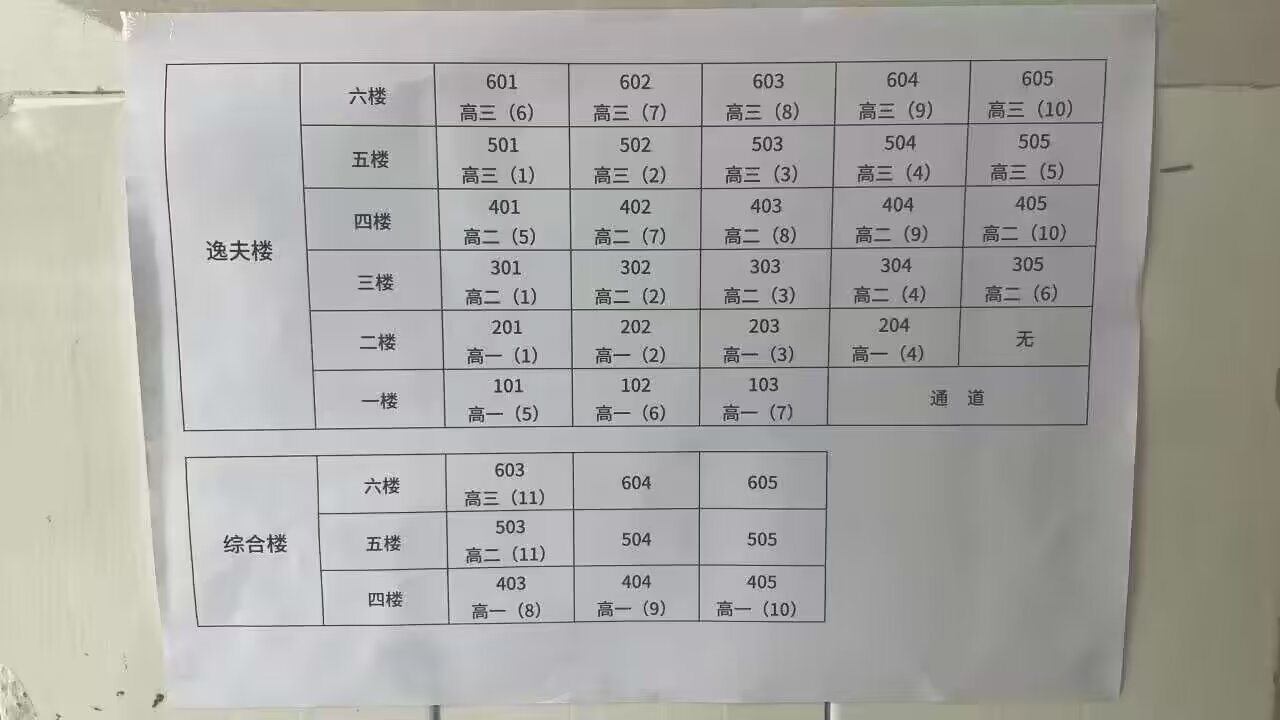 逸夫楼
六楼
601 602 603 604 605
高三（6） 高三（7） 高三（8） 高三（9） 高三（10）
五楼
501 502 503 504 505
高三（1） 高三（2） 高三（3） 高三（4） 高三（5）
四楼
401 402 403 404 405
高二（5） 高二（7） 高二（8） 高二（9） 高二（10）
三楼
301 302 303 304 305
高二（1） 高二（2） 高二（3） 高二（4） 高二（6）
二楼
201 202 203 204 无
高一（1） 高一（2） 高一（3） 高一（4）
一楼
101 102 103 通 道
高一（5） 高一（6） 高一（7）
综合楼
六楼
603 604 605
高三（11）
五楼
503 504 505
高二（11）
四楼
403 404 405
高一（8） 高一（9） 高一（10）